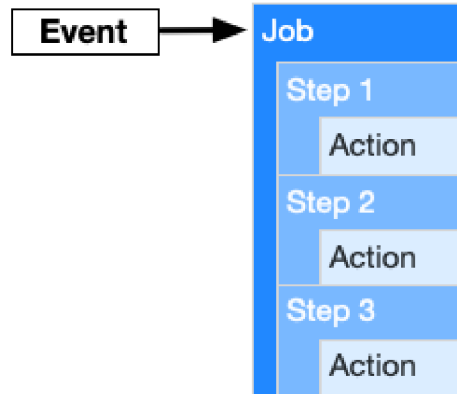 Event
Job
Step 1
Action
Step 2
Action
Step 3
Action